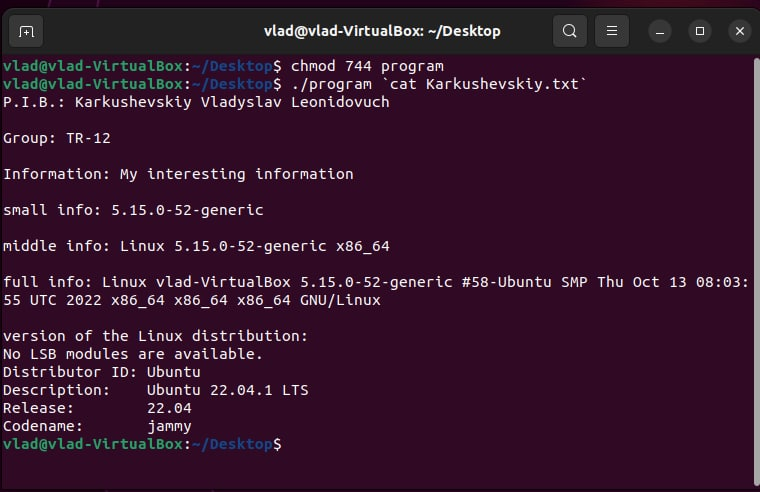 vlad@vlad-VirtualBox: ~/Desktop
vlad@vlad-VirtualBox:~/Desktop$ chmod 744 program
vlad@vlad-VirtualBox:~/Desktop$ ./program `cat Karkushevskiy.txt`
P.I.B.: Karkushevskiy Vladyslav Leonidovuch
Group: TR-12
Information: My interesting information
small info: 5.15.0-52-generic
middle info: Linux 5.15.0-52-generic x86_64
full info: Linux vlad-VirtualBox 5.15.0-52-generic #58-Ubuntu SMP Thu Oct 13 08:03:
55 UTC 2022 x86_64 x86_64 x86_64 GNU/Linux
version of the Linux distribution:
No LSB modules are available.
Distributor ID: Ubuntu
Description:    Ubuntu 22.04.1 LTS
Release:        22.04
Codename:       jammy
vlad@vlad-VirtualBox:~/Desktop$